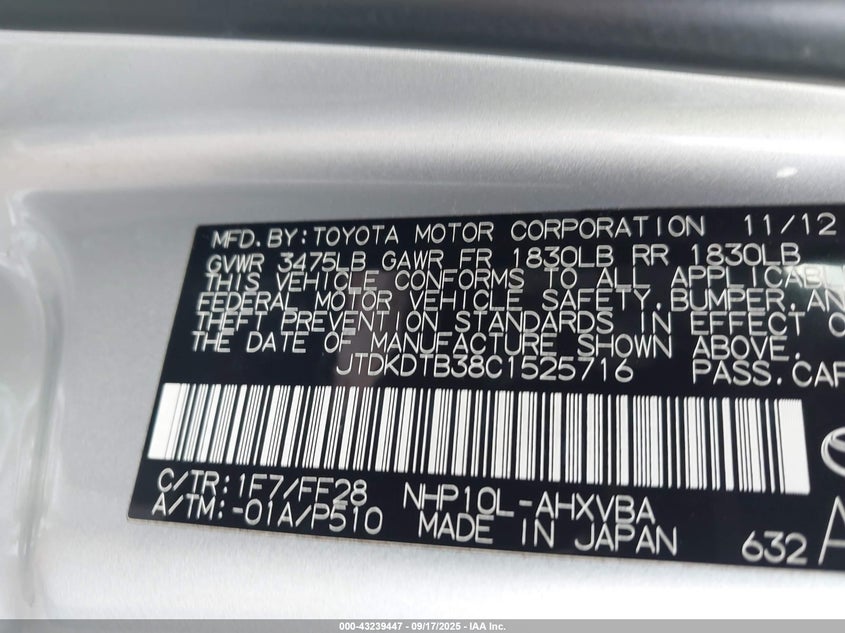 MFD. BY: TOYOTA MOTOR CORPORATION 11/12
GVWR 3475LB GAWR FR 1830LB RR 1830LB
THIS VEHICLE CONFORMS TO ALL APPLICABL
FEDERAL MOTOR VEHICLE SAFETY, BUMPER, AN
THEFT PREVENTION STANDARDS IN EFFECT O
THE DATE OF MANUFACTURE SHOWN ABOVE.
JTDKDTB38C1525716 PASS.CAR
C/TR: 1F7/FF28 NHP10L-AHXVBA
A/TM: -01A/P510 MADE IN JAPAN 632
000-43239447 - 09/17/2025 - IAA Inc.